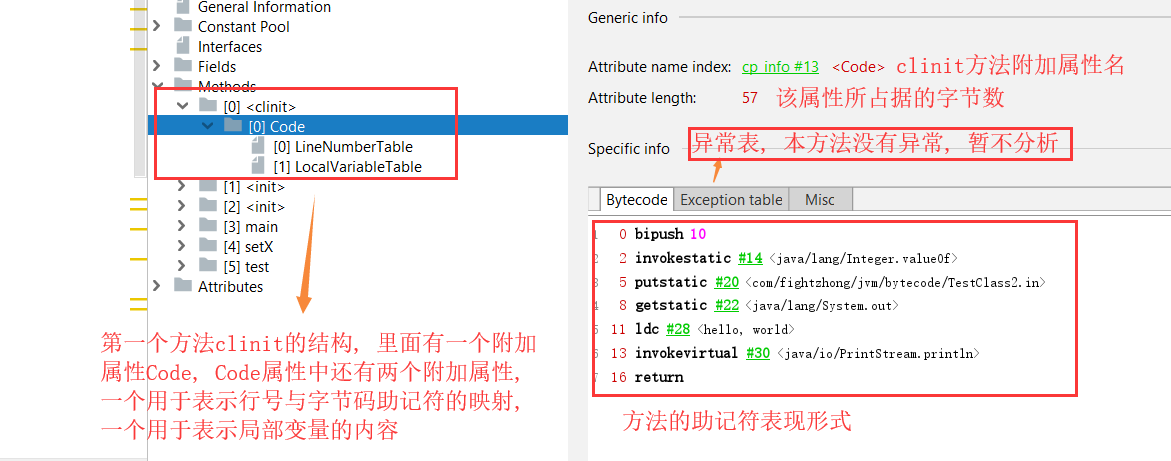 General Information
Constant Pool
Interfaces
Fields
Methods
[0] <clinit>
[0] Code
[0] LineNumberTable
[1] LocalVariableTable
[1] <init>
[2] <init>
[3] main
[4] setX
[5] test
Attributes
第一个方法clinit的结构, 里面有一个附加
属性Code, Code属性中还有两个附加属性,
一个用于表示行号与字节码助记符的映射,
一个用于表示局部变量的内容
Generic info
Attribute name index: cp info #13 <Code> clinit方法附加属性名
Attribute length: 57 该属性所占据的字节数
Specific info 异常表, 本方法没有异常, 暂不分析
Bytecode Exception table Misc
0 bipush 10
2 invokestatic #14 <java/lang/Integer.valueOf>
5 putstatic #20 <com/fightzhong/jvm/bytecode/TestClass2.in>
8 getstatic #22 <java/lang/System.out>
11 ldc #28 <hello, world>
13 invokevirtual #30 <java/io/PrintStream.println>
16 return
方法的助记符表现形式